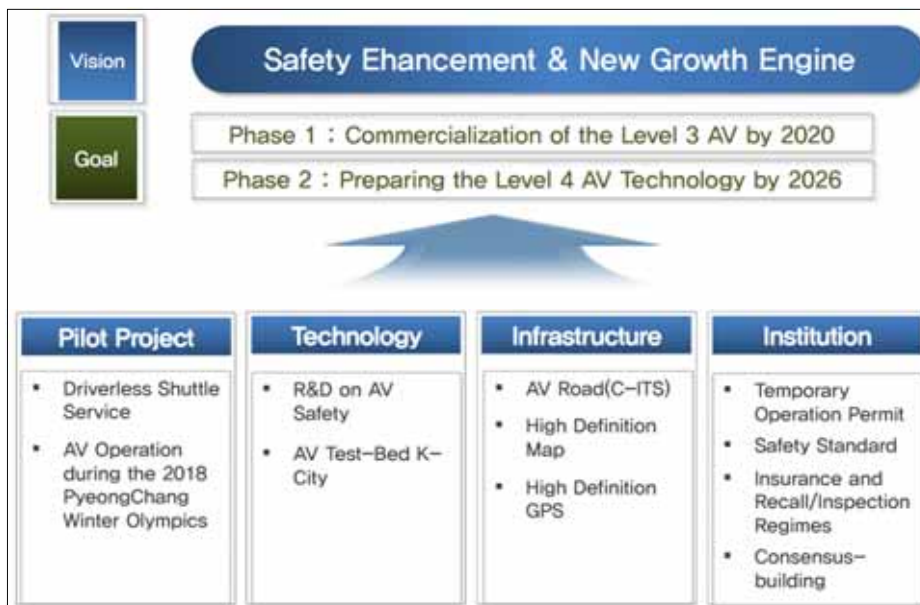 Vision
Safety Ehancement & New Growth Engine
Goal
Phase 1 : Commercialization of the Level 3 AV by 2020
Phase 2 : Preparing the Level 4 AV Technology by 2026
Pilot Project
▪ Driverless Shuttle
Service
▪ AV Operation
during the 2018
PyeongChang
Winter Olympics
Technology
▪ R&D on AV
Safety
▪ AV Test-Bed K-
City
Infrastructure
▪ AV Road(C-ITS)
▪ High Definition
Map
▪ High Definition
GPS
Institution
▪ Temporary
Operation Permit
▪ Safety Standard
▪ Insurance and
Recall/Inspection
Regimes
▪ Consensus-
building